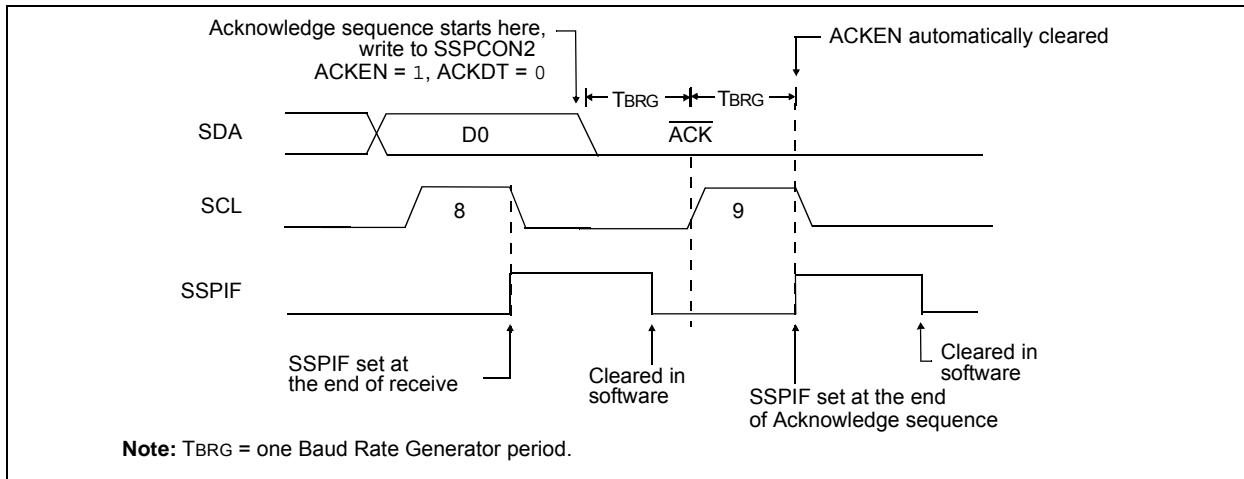 Acknowledge sequence starts here,
write to SSPCON2
ACKEN = 1, ACKDT = 0
ACKEN automatically cleared
TBRG
TBRG
SDA
D0
ACK
SCL
8
9
SSPIF
SSPIF set at
the end of receive
Cleared in
software
SSPIF set at the end
of Acknowledge sequence
Cleared in
software
Note: TBRG = one Baud Rate Generator period.